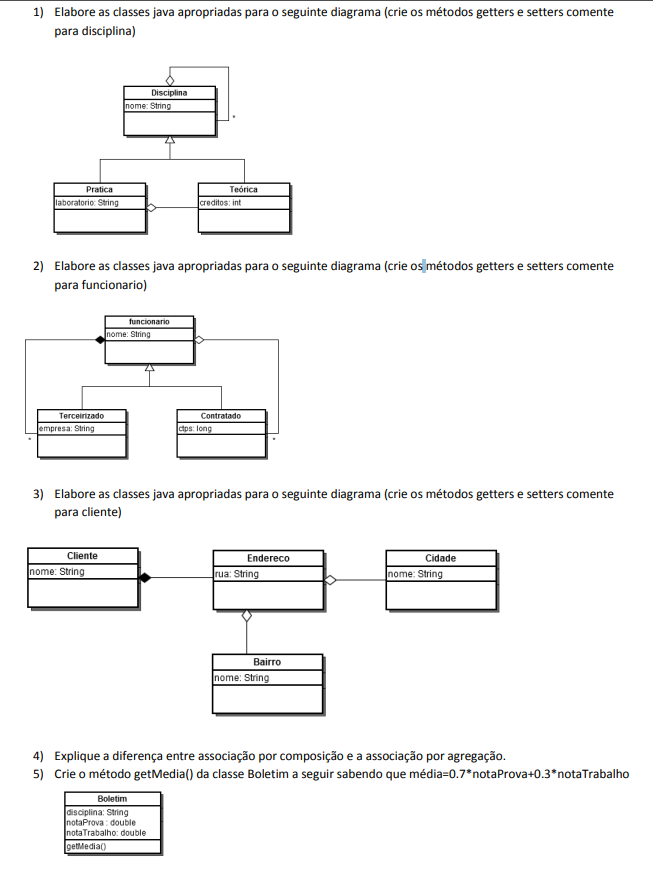 1) Elabore as classes java apropriadas para o seguinte diagrama (crie os métodos getters e setters comente
para disciplina)
Disciplina
nome: String
*
Pratica
laboratorio: String
Teórica
creditos: int
2) Elabore as classes java apropriadas para o seguinte diagrama (crie os métodos getters e setters comente
para funcionario)
funcionario
nome: String
Terceirizado
empresa: String
*
Contratado
ctps: long
*
3) Elabore as classes java apropriadas para o seguinte diagrama (crie os métodos getters e setters comente
para cliente)
Cliente
nome: String
Endereco
rua: String
Cidade
nome: String
Bairro
nome: String
4) Explique a diferença entre associação por composição e a associação por agregação.
5) Crie o método getMedia() da classe Boletim a seguir sabendo que média=0.7*notaProva+0.3*notaTrabalho
Boletim
disciplina: String
notaProva : double
notaTrabalho: double
getMedia()